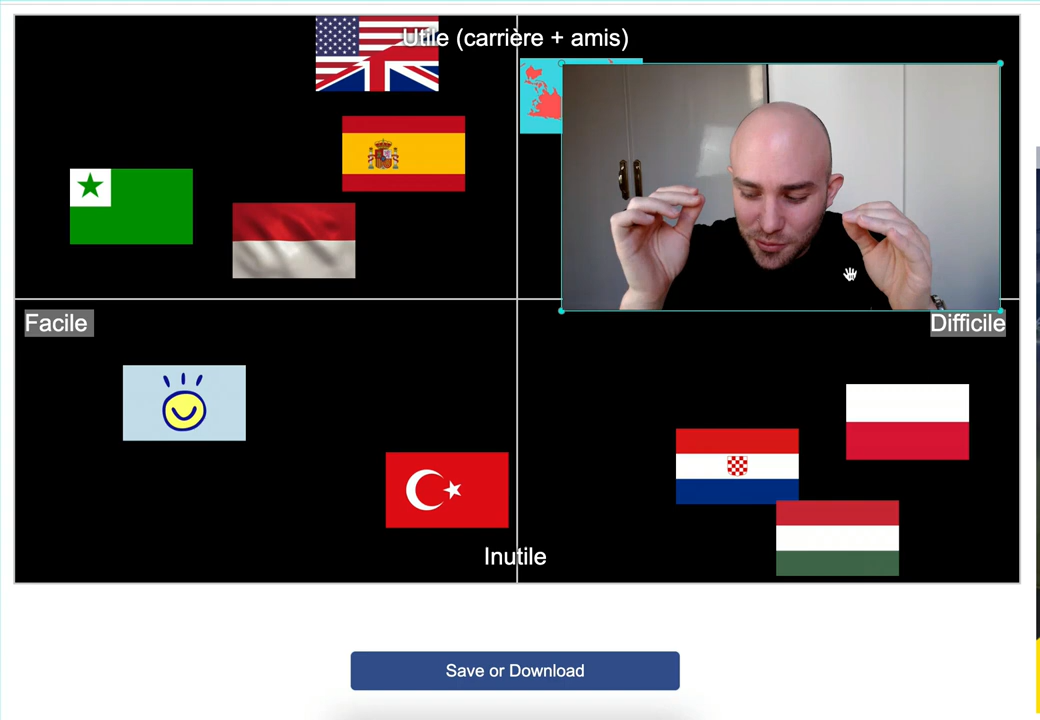 Utile (carrière + amis)
Facile
Difficile
Inutile
Save or Download